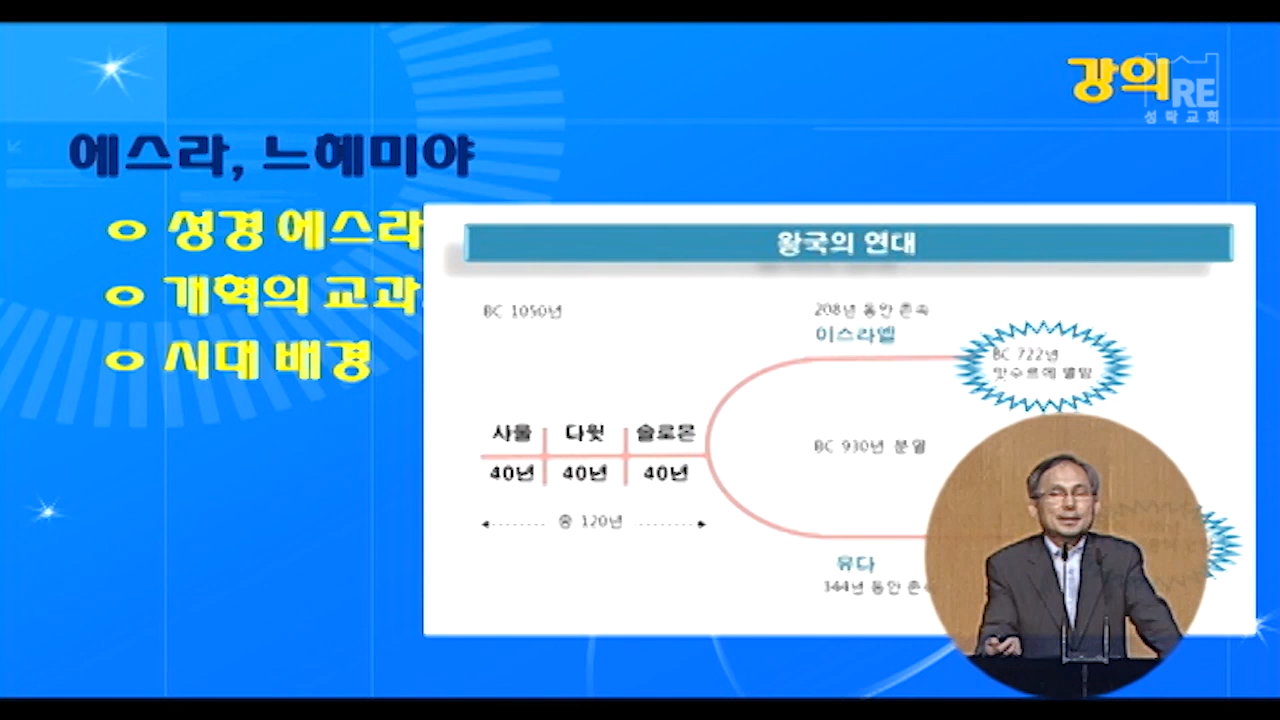 강의
RE
성락교회
에스라, 느헤미야
성경 에스라
개혁의 교과
시대 배경
왕국의 연대
BC 1050년
208년 동안 존속
이스라엘
BC 722년
앗수르에 멸망
사울 다윗 솔로몬
BC 930년 분열
40년 40년 40년
총 120년
유다
344년 동안 존